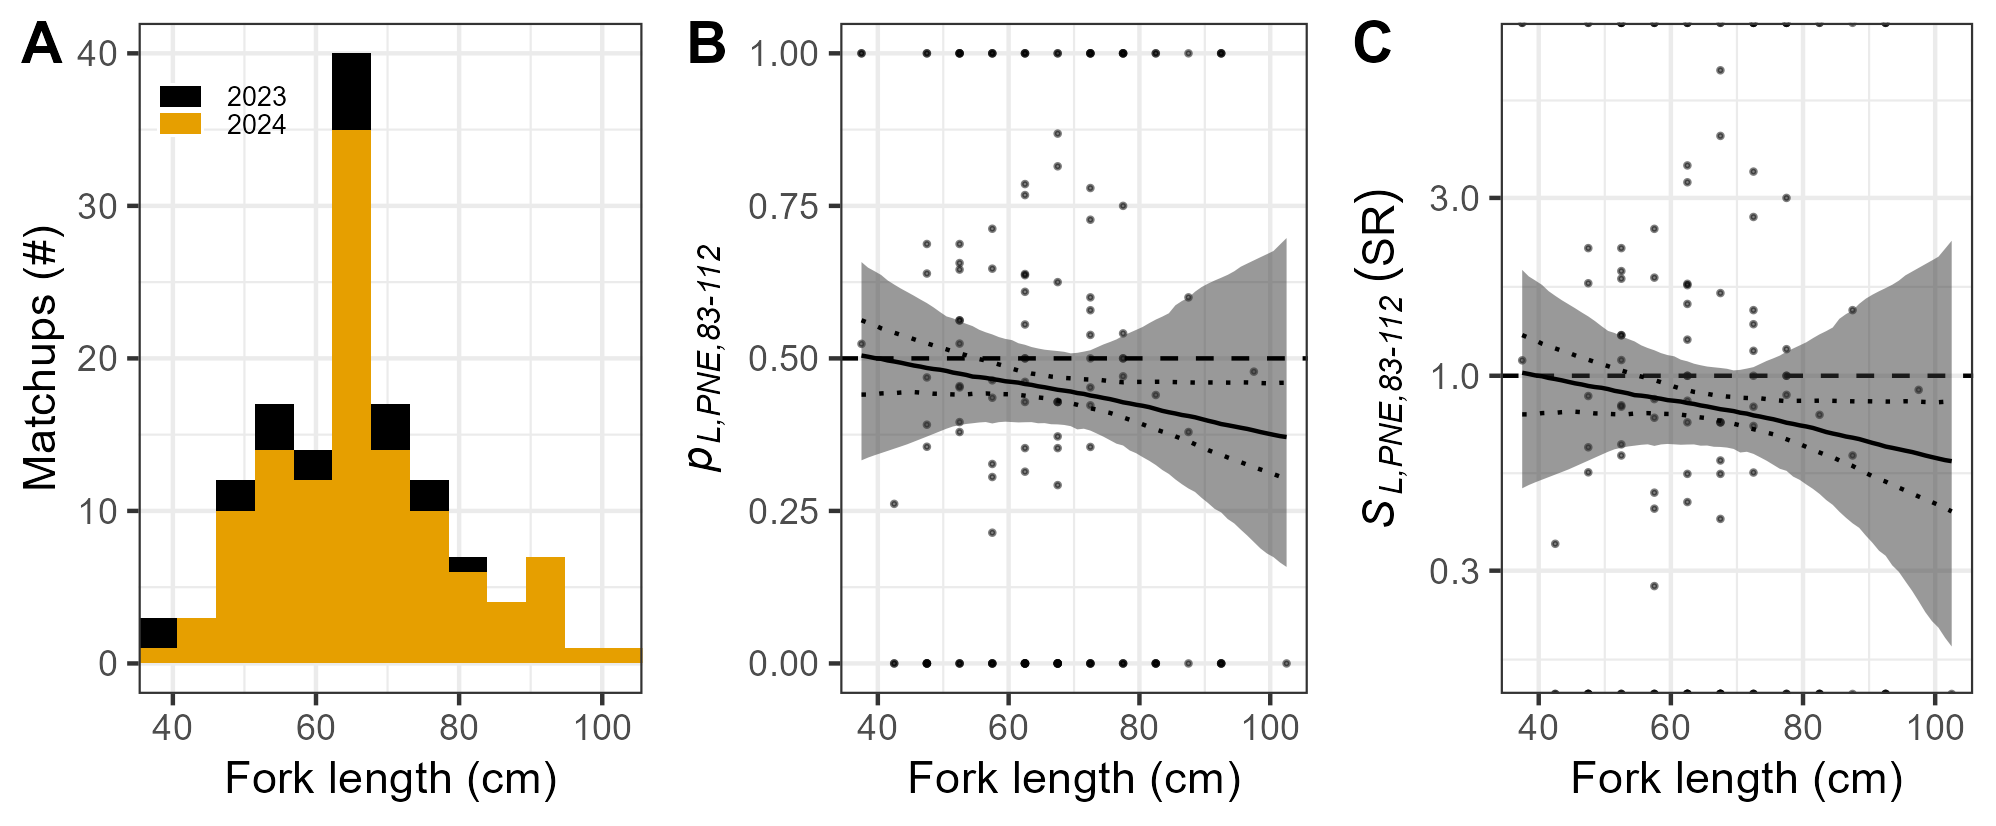 A
40
30
20
10
0
Matchups (#)
2023
2024
40 60 80 100
Fork length (cm)
B
1.00
0.75
0.50
0.25
0.00
p L,PNE,83-112
40 60 80 100
Fork length (cm)
C
3.0
1.0
0.3
S L,PNE,83-112 (SR)
40 60 80 100
Fork length (cm)